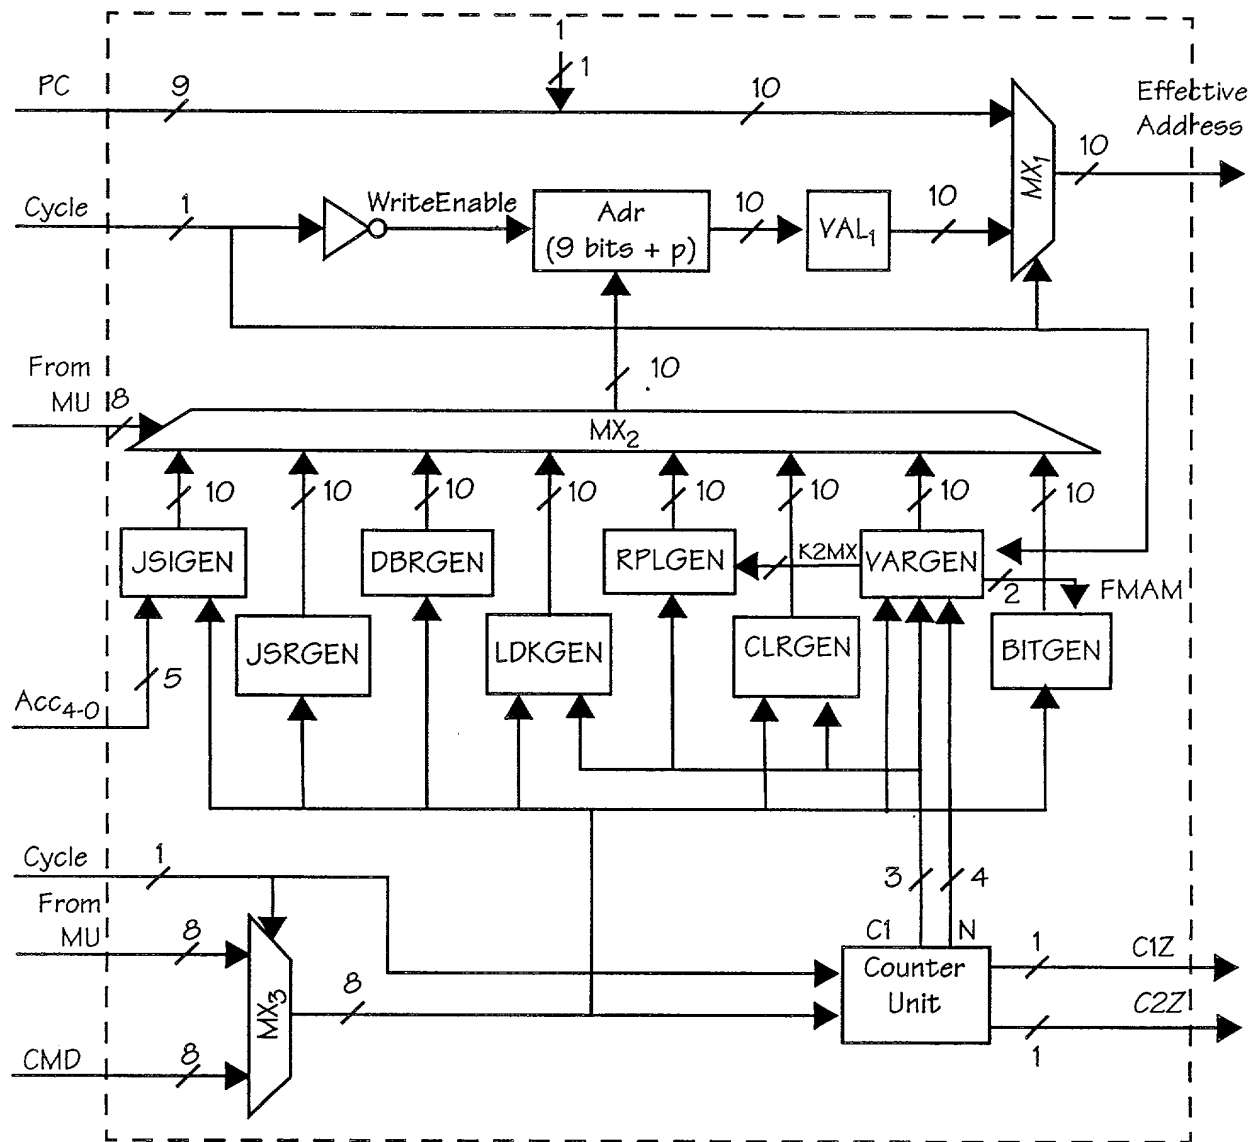 1
PC
9
1
10
Effective
Address
MX1
10
Cycle
1
WriteEnable
Adr
(9 bits + p)
10
VAL1
10
From
MU
8
10
MX2
10
10
10
10
10
10
10
10
JSIGEN
DBRGEN
RPLGEN
K2MX
VARGEN
2
FMAM
JSRGEN
LDKGEN
CLRGEN
BITGEN
5
Acc4-0
Cycle
1
3
4
From
MU
8
C1
N
MX3
8
Counter
Unit
1
C1Z
C2Z
1
CMD
8